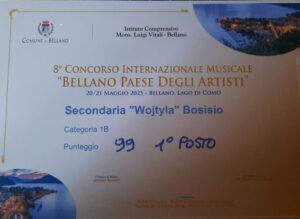 COMUNE DI BELLANO
Istituto Comprensivo
Mons. Luigi Vitali - Bellano
8° CONCORSO INTERNAZIONALE MUSICALE
"BELLANO PAESE DEGLI ARTISTI"
20/21 MAGGIO 2025 - BELLANO, LAGO DI COMO
Secondaria "Wojtyla" Bosisio
Categoria 1B
Punteggio 99 1° POSTO